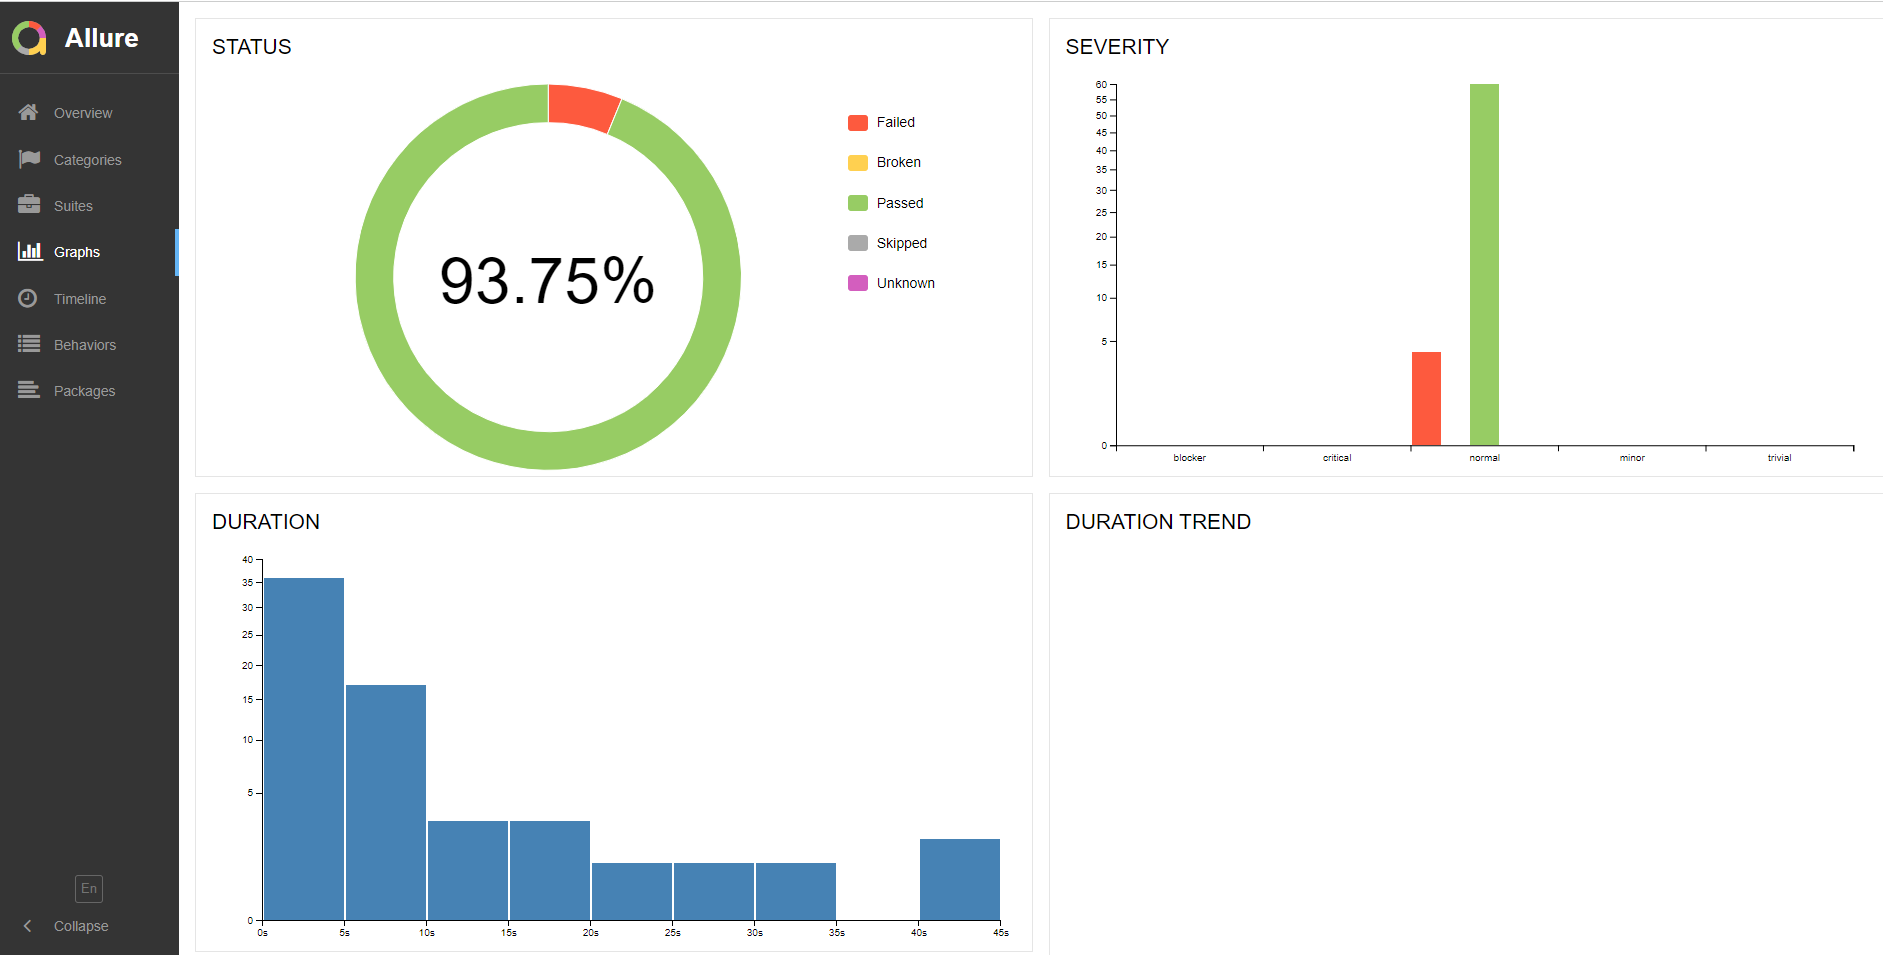 Allure
Overview
Categories
Suites
Graphs
Timeline
Behaviors
Packages
En
Collapse
STATUS
93.75%
Failed
Broken
Passed
Skipped
Unknown
SEVERITY
60
55
50
45
40
35
30
25
20
15
10
5
0
blocker critical normal minor trivial
DURATION
40
35
30
25
20
15
10
5
0
0s 5s 10s 15s 20s 25s 30s 35s 40s 45s
DURATION TREND